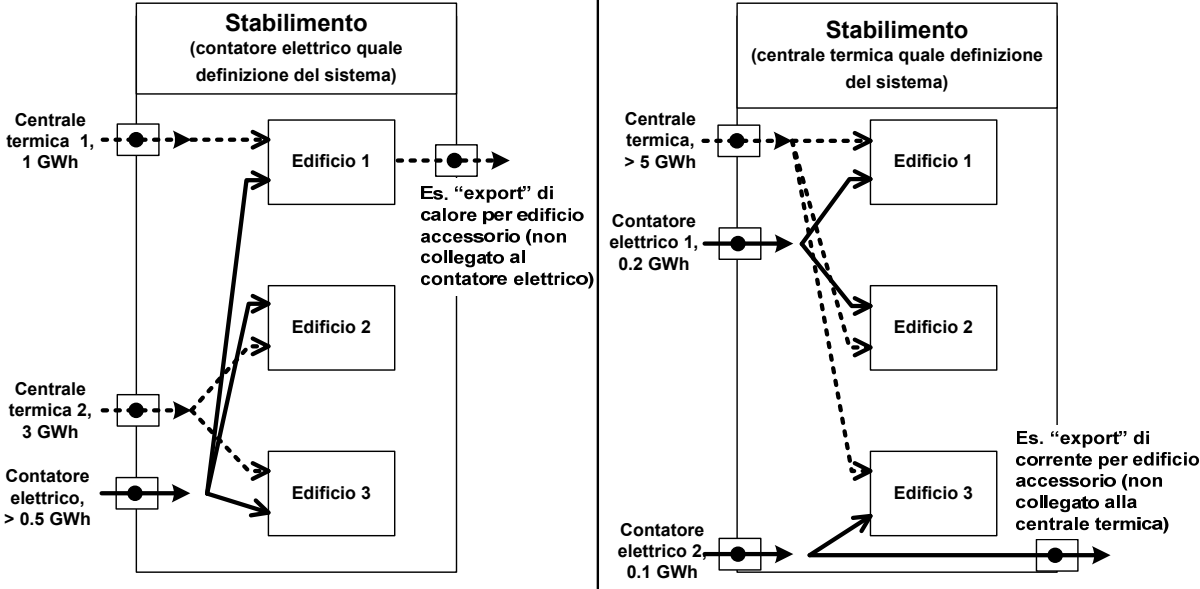 Stabilimento
(contatore elettrico quale
definizione del sistema)
Centrale
termica 1,
1 GWh
Edificio 1
Es. “export” di
calore per edificio
accessorio (non
collegato al
contatore elettrico)
Edificio 2
Centrale
termica 2,
3 GWh
Contatore
elettrico,
> 0.5 GWh
Edificio 3
Stabilimento
(centrale termica quale definizione
del sistema)
Centrale
termica,
> 5 GWh
Edificio 1
Contatore
elettrico 1,
0.2 GWh
Edificio 2
Es. “export” di
corrente per edificio
accessorio (non
collegato alla
centrale termica)
Edificio 3
Contatore
elettrico 2,
0.1 GWh